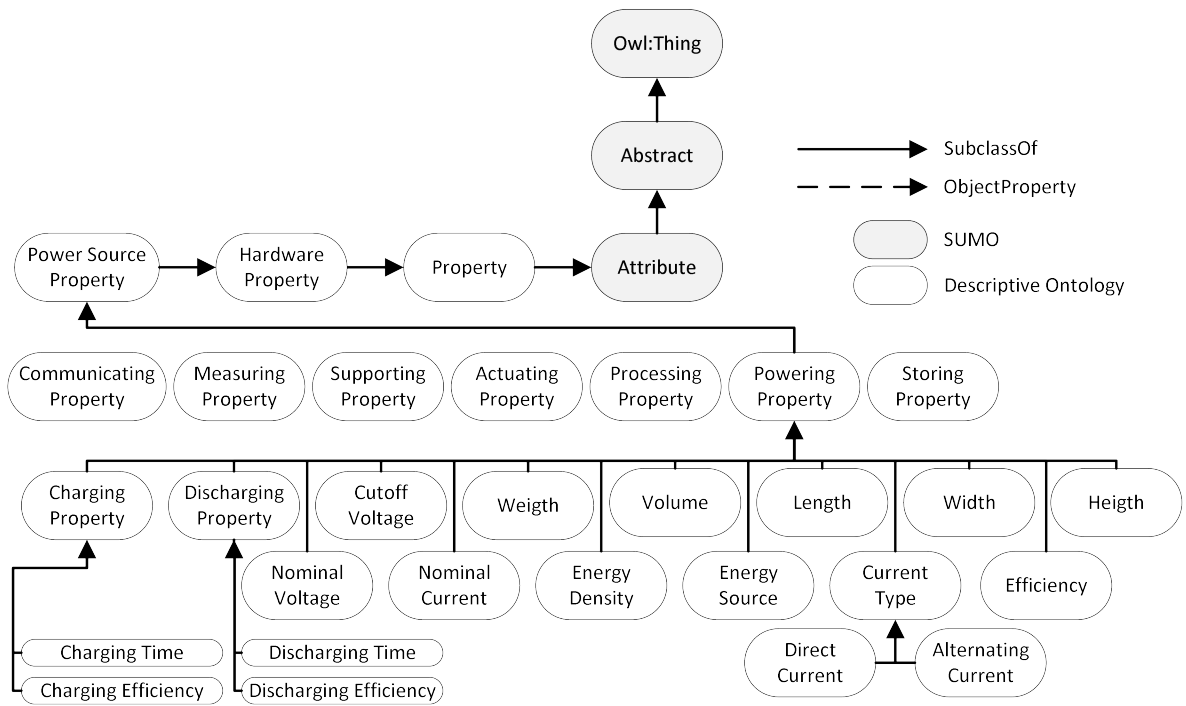 Owl:Thing
Abstract
SubclassOf
ObjectProperty
SUMO
Descriptive Ontology
Power Source
Property
Hardware
Property
Property
Attribute
Communicating
Property
Measuring
Property
Supporting
Property
Actuating
Property
Processing
Property
Powering
Property
Storing
Property
Charging
Property
Discharging
Property
Cutoff
Voltage
Weigth
Volume
Length
Width
Heigth
Nominal
Voltage
Nominal
Current
Energy
Density
Energy
Source
Current
Type
Efficiency
Charging Time
Discharging Time
Direct
Current
Alternating
Current
Charging Efficiency
Discharging Efficiency